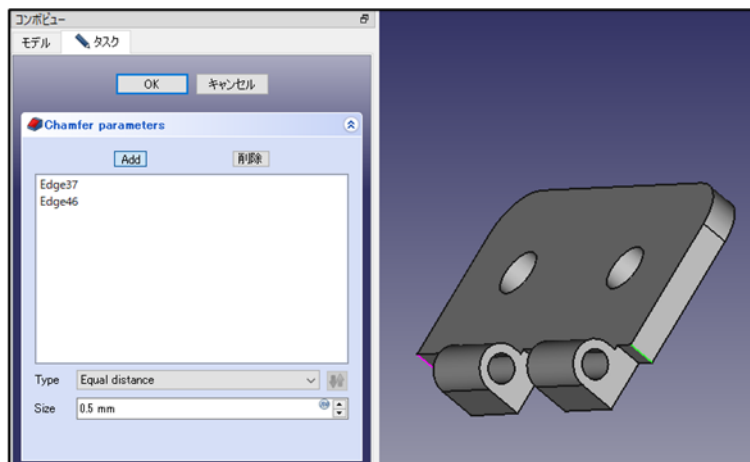 コンボビュー
モデル
タスク
OK
キャンセル
Chamfer parameters
Add
削除
Edge37
Edge46
Type
Equal distance
Size
0.5 mm